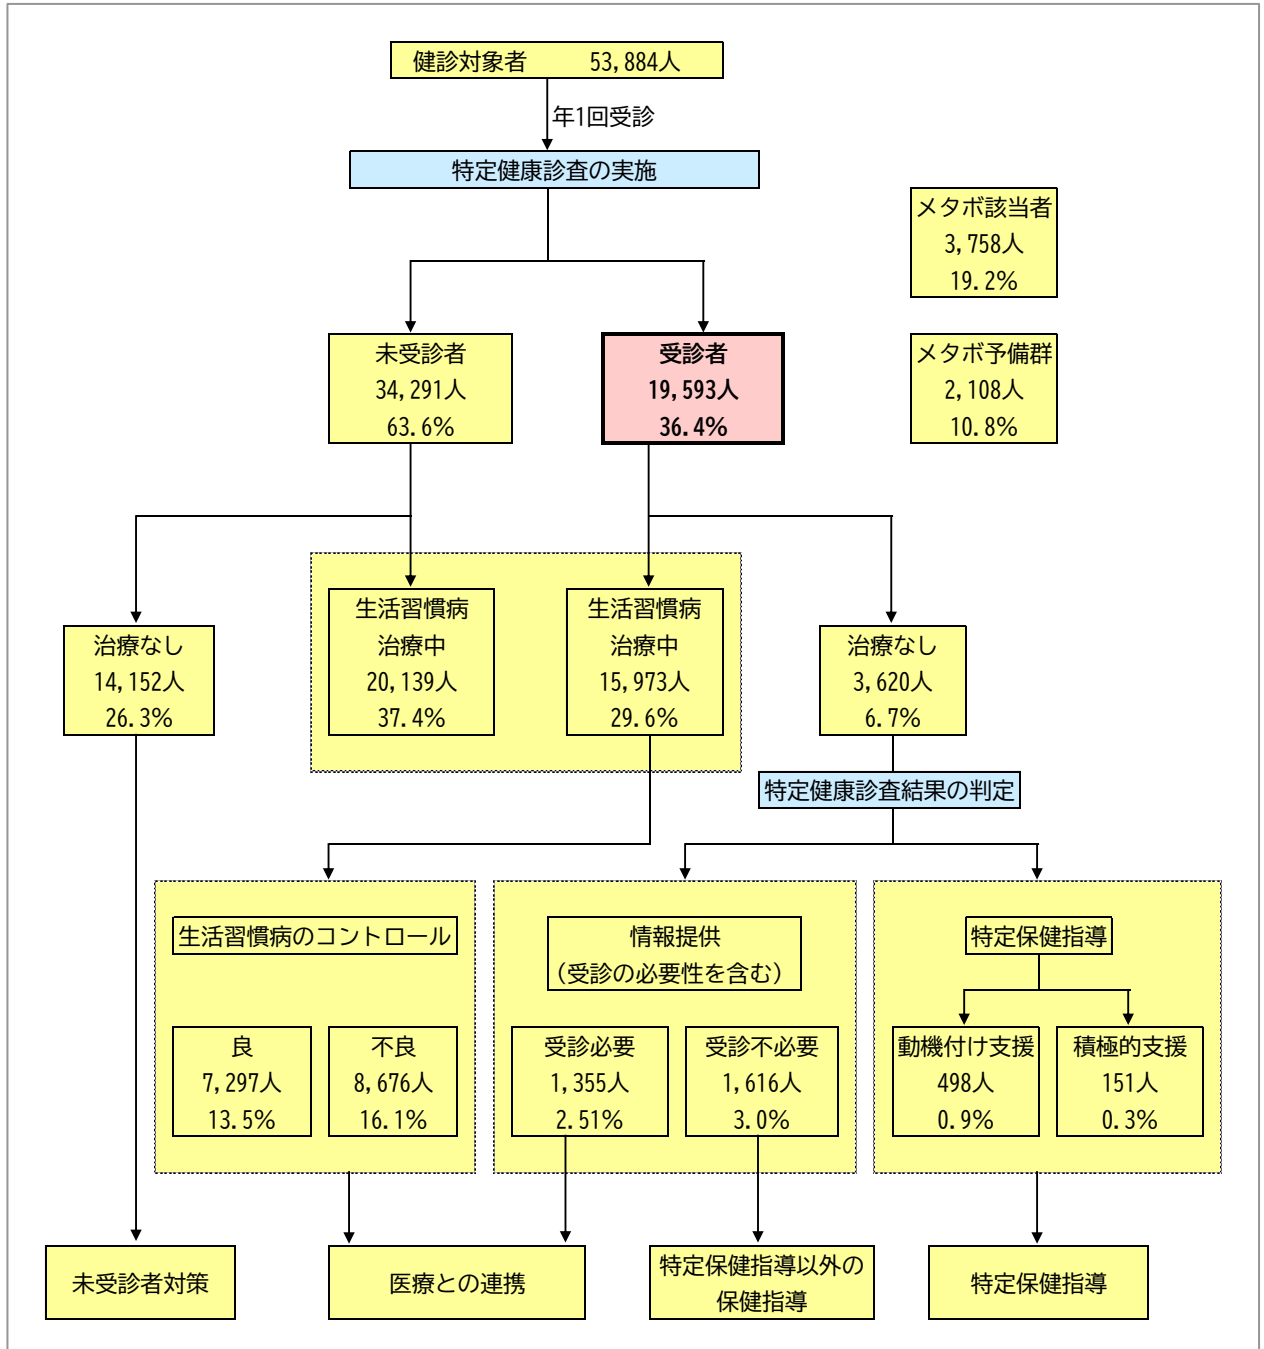 健診対象者 53,884人
年1回受診
特定健康診査の実施
メタボ該当者
3,758人
19.2%
未受診者
34,291人
63.6%
受診者
19,593人
36.4%
メタボ予備群
2,108人
10.8%
治療なし
14,152人
26.3%
生活習慣病
治療中
20,139人
37.4%
生活習慣病
治療中
15,973人
29.6%
治療なし
3,620人
6.7%
特定健康診査結果の判定
生活習慣病のコントロール
良
7,297人
13.5%
不良
8,676人
16.1%
情報提供
(受診の必要性を含む)
受診必要
1,355人
2.51%
受診不必要
1,616人
3.0%
特定保健指導
動機付け支援
498人
0.9%
積極的支援
151人
0.3%
未受診者対策
医療との連携
特定保健指導以外の
保健指導
特定保健指導